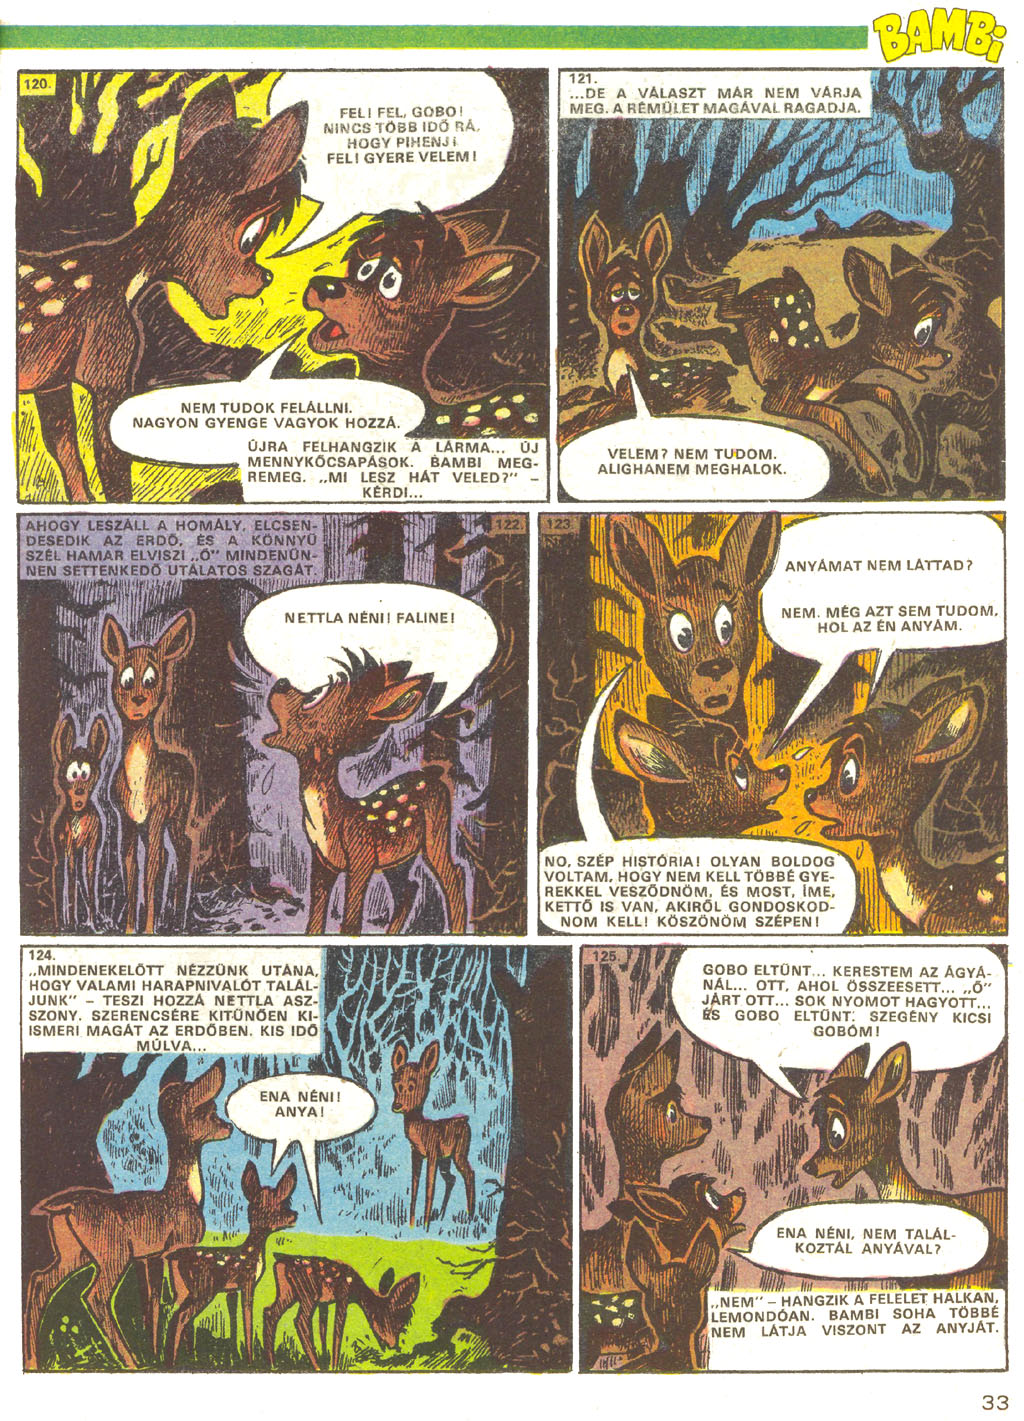 BAMBi
120.
FEL! FEL, GOBO!
NINCS TÖBB IDŐ RÁ,
HOGY PIHENJ!
FEL! GYERE VELEM!
NEM TUDOK FELÁLLNI.
NAGYON GYENGE VAGYOK HOZZÁ.
ÚJRA FELHANGZIK A LÁRMA... ÚJ
MENNYKŐCSAPÁSOK. BAMBI MEG-
REMEG. „MI LESZ HÁT VELED?" –
KÉRDI...
121.
...DE A VÁLASZT MÁR NEM VÁRJA
MEG. A RÉMÜLET MAGÁVAL RAGADJA.
VELEM? NEM TUDOM.
ALIGHANEM MEGHALOK.
AHOGY LESZÁLL A HOMÁLY, ELCSEN-
DESEDIK AZ ERDŐ, ÉS A KÖNNYŰ
SZÉL HAMAR ELVISZI „Ő" MINDENÜN-
NEN SETTENKEDŐ UTÁLATOS SZAGÁT.
122.
NETTLA NÉNI! FALINE!
123.
ANYÁMAT NEM LÁTTAD?
NEM. MÉG AZT SEM TUDOM,
HOL AZ ÉN ANYÁM.
NO, SZÉP HISTÓRIA! OLYAN BOLDOG
VOLTAM, HOGY NEM KELL TÖBBÉ GYE-
REKKEL VESZŐDNÖM, ÉS MOST, ÍME,
KETTŐ IS VAN, AKIRŐL GONDOSKOD-
NOM KELL! KÖSZÖNÖM SZÉPEN!
124.
„MINDENEKELŐTT NÉZZÜNK UTÁNA,
HOGY VALAMI HARAPNIVALÓT TALÁL-
JUNK" – TESZI HOZZÁ NETTLA ASZ-
SZONY. SZERENCSÉRE KITŰNŐEN KI-
ISMERI MAGÁT AZ ERDŐBEN. KIS IDŐ
MÚLVA...
ENA NÉNI!
ANYA!
125.
GOBO ELTŰNT... KERESTEM AZ ÁGYÁ-
NÁL... OTT, AHOL ÖSSZEESETT... „Ő"
JÁRT OTT... SOK NYOMOT HAGYOTT...
ÉS GOBO ELTŰNT. SZEGÉNY KICSI
GOBÓM!
ENA NÉNI, NEM TALÁL-
KOZTÁL ANYÁVAL?
„NEM" – HANGZIK A FELELET HALKAN,
LEMONDÓAN. BAMBI SOHA TÖBBÉ
NEM LÁTJA VISZONT AZ ANYJÁT.
33